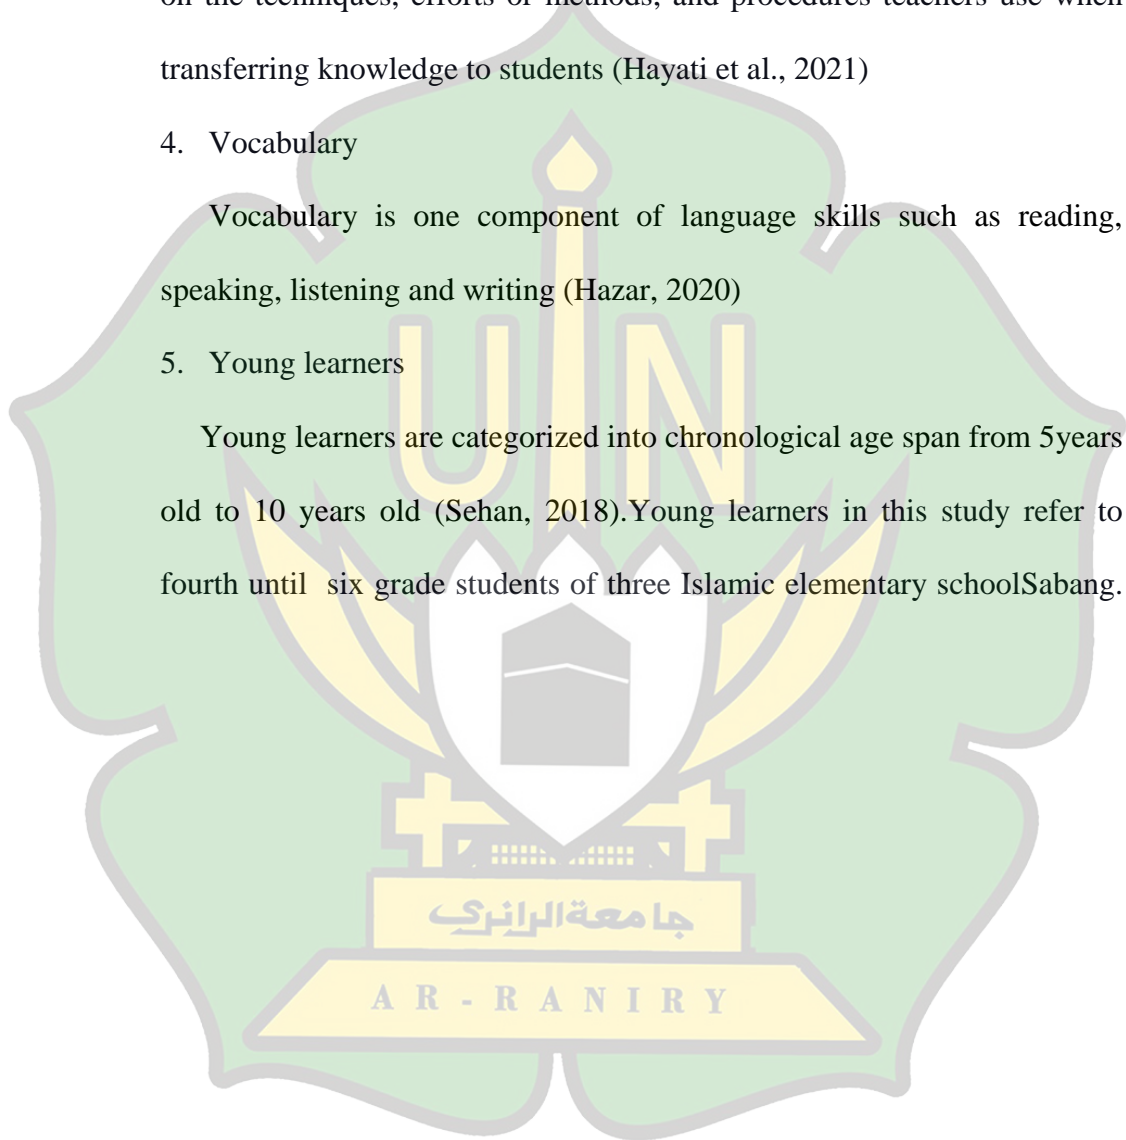 on the techniques, efforts or methods, and procedures teachers use when
transferring knowledge to students (Hayati et al., 2021)
4. Vocabulary
Vocabulary is one component of language skills such as reading,
speaking, listening and writing (Hazar, 2020)
5. Young learners
Young learners are categorized into chronological age span from 5years
old to 10 years old (Sehan, 2018).Young learners in this study refer to
fourth until six grade students of three Islamic elementary schoolSabang.
UIN
جامعة الرانري
AR-RANIRY